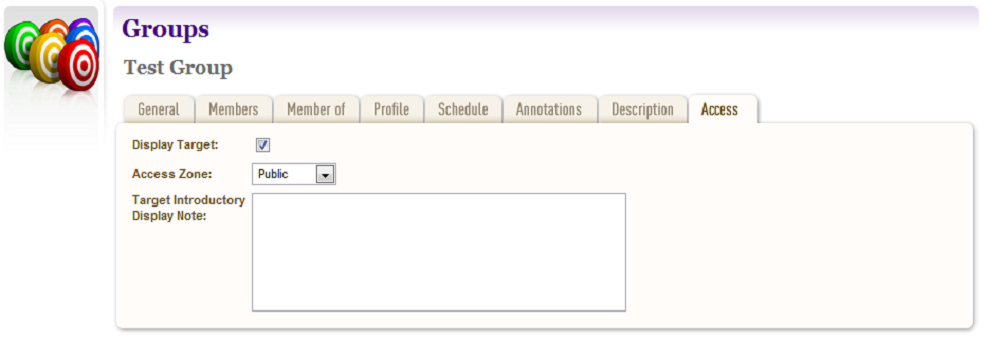 Groups
Test Group
General Members Member of Profile Schedule Annotations Description Access
Display Target:
Access Zone: Public
Target Introductory
Display Note: